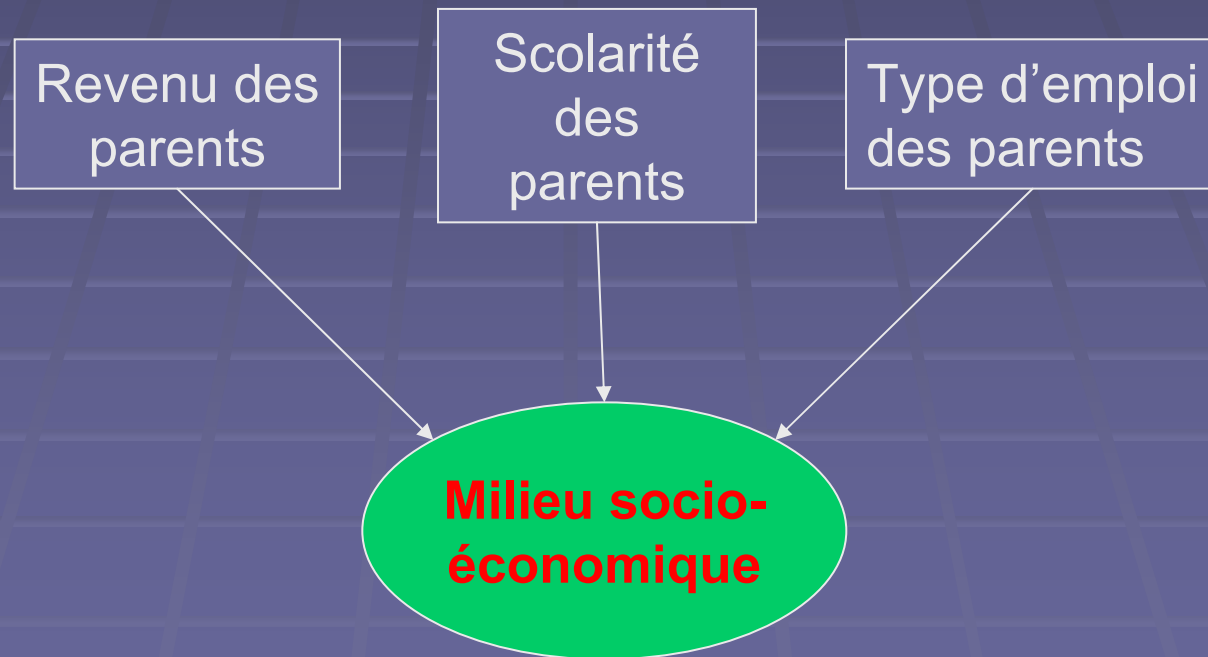 Revenu des
parents
Scolarité
des
parents
Type d’emploi
des parents
Milieu socio-
économique